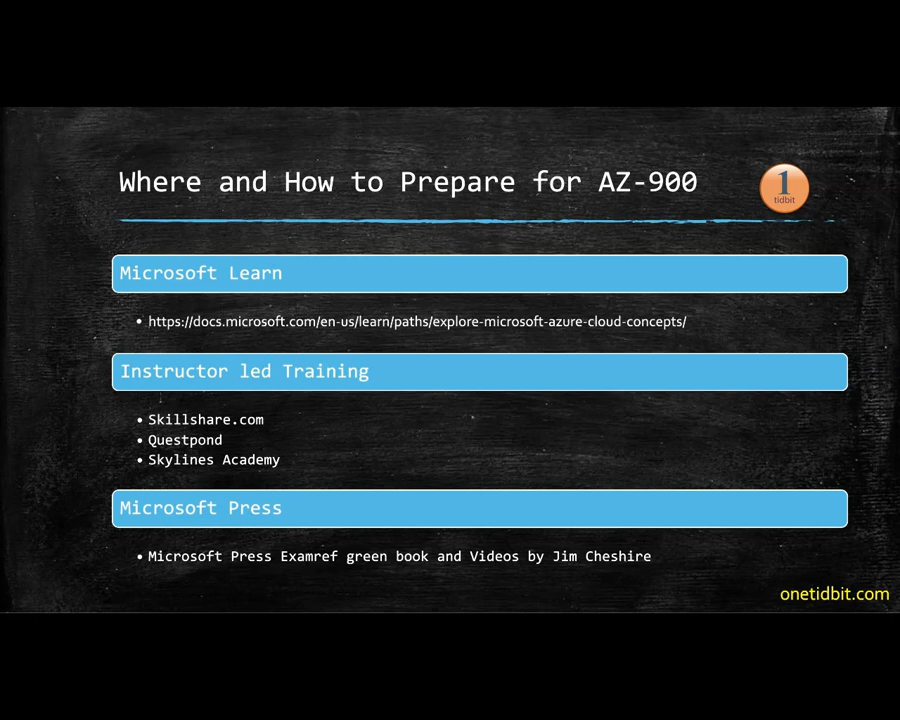 Where and How to Prepare for AZ-900
1
tidbit
Microsoft Learn
• https://docs.microsoft.com/en-us/learn/paths/explore-microsoft-azure-cloud-concepts/
Instructor led Training
• Skillshare.com
• Questpond
• Skylines Academy
Microsoft Press
• Microsoft Press Examref green book and Videos by Jim Cheshire
onetidbit.com